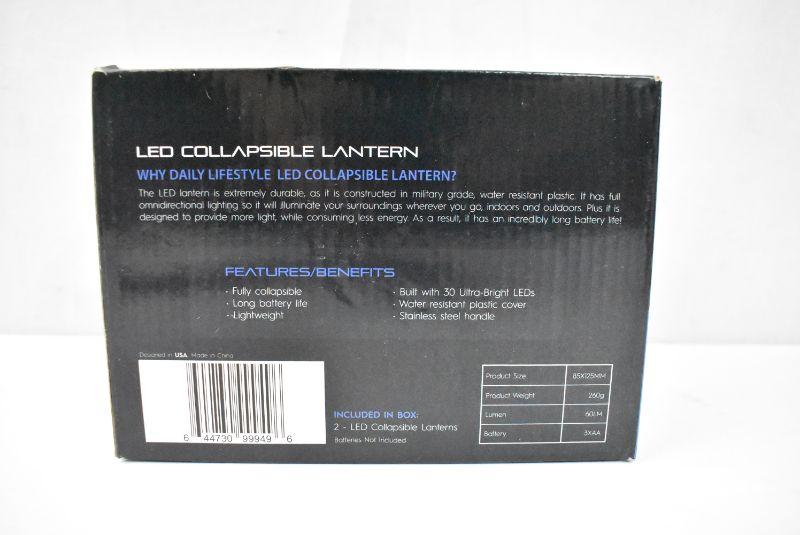 LED COLLAPSIBLE LANTERN
WHY DAILY LIFESTYLE LED COLLAPSIBLE LANTERN?
The LED lantern is extremely durable, as it is constructed in military grade, water resistant plastic. It has full
omnidirectional lighting so it will illuminate your surroundings wherever you go, indoors and outdoors. Plus it is
designed to provide more light, while consuming less energy. As a result, it has an incredibly long battery life!
FEATURES/BENEFITS
· Fully collapsible
· Long battery life
· Lightweight
· Built with 30 Ultra-Bright LEDs
· Water resistant plastic cover
· Stainless steel handle
Designed in USA. Made in China
6 44730 99949 6
INCLUDED IN BOX:
2 - LED Collapsible Lanterns
Batteries Not Included
Product Size 85X125MM
Product Weight 260g
Lumen 60LM
Battery 3XAA